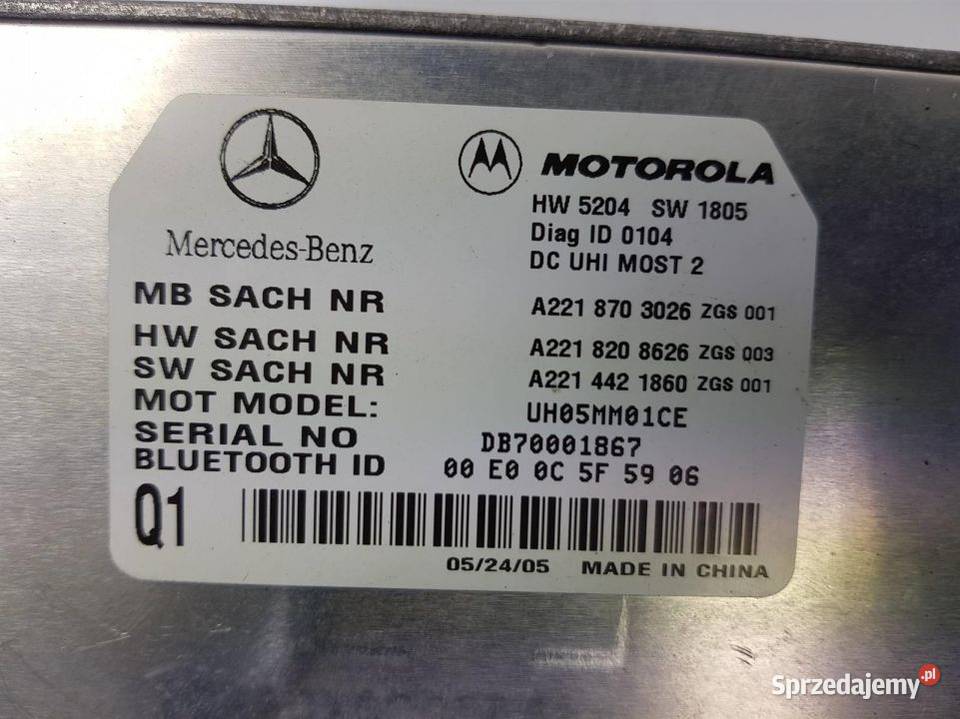 Mercedes-Benz
MOTOROLA
HW 5204 SW 1805
Diag ID 0104
DC UHI MOST 2
MB SACH NR A221 870 3026 ZGS 001
HW SACH NR A221 820 8626 ZGS 003
SW SACH NR A221 442 1860 ZGS 001
MOT MODEL: UH05MM01CE
SERIAL NO DB70001867
BLUETOOTH ID 00 E0 0C 5F 59 06
Q1
05/24/05 MADE IN CHINA
Sprzedajemy.pl